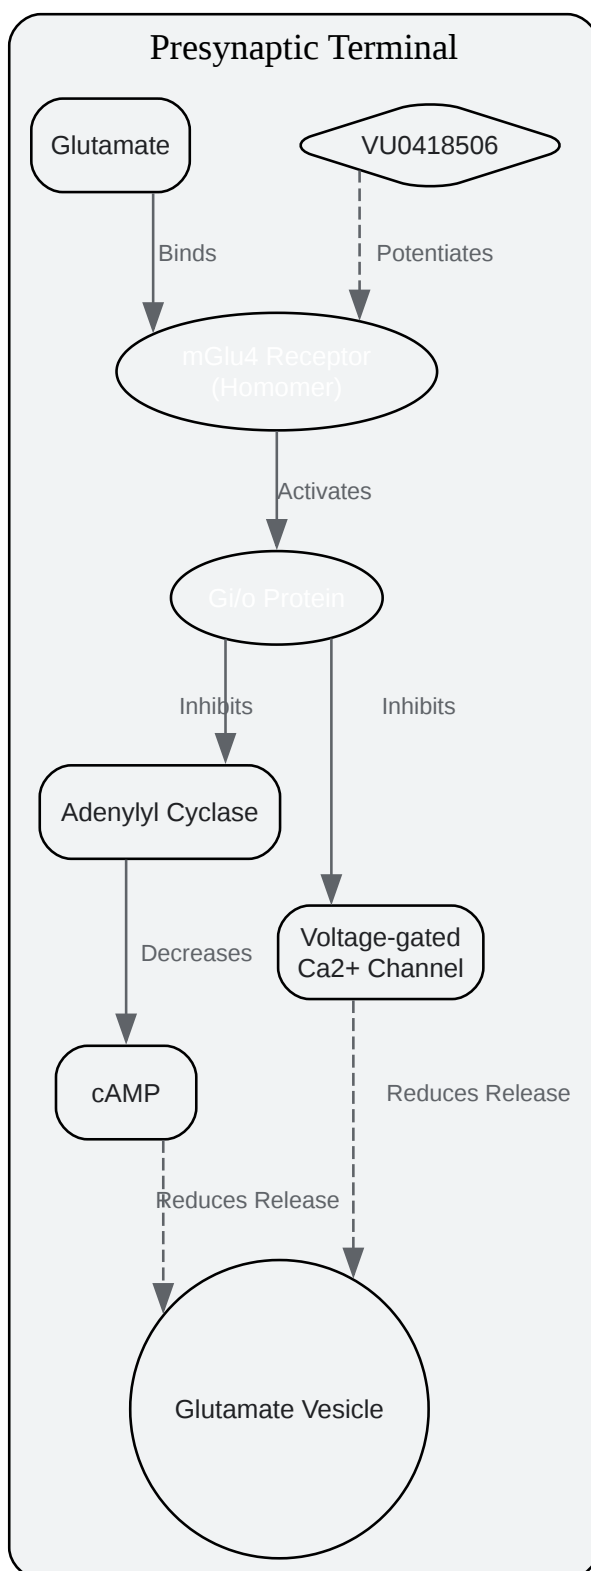 Presynaptic Terminal
Glutamate
VU0418506
Binds
Potentiates
mGlu4 Receptor
(Homomer)
Activates
Gi/o Protein
Inhibits
Inhibits
Adenylyl Cyclase
Voltage-gated
Ca2+ Channel
Decreases
cAMP
Reduces Release
Reduces Release
Glutamate Vesicle